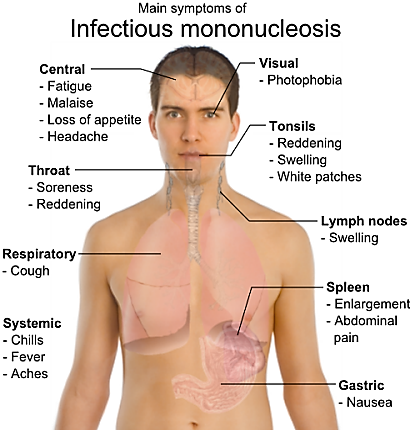 Main symptoms of
Infectious mononucleosis
Central
- Fatigue
- Malaise
- Loss of appetite
- Headache
Visual
- Photophobia
Tonsils
- Reddening
- Swelling
- White patches
Throat
- Soreness
- Reddening
Lymph nodes
- Swelling
Respiratory
- Cough
Spleen
- Enlargement
- Abdominal
pain
Systemic
- Chills
- Fever
- Aches
Gastric
- Nausea